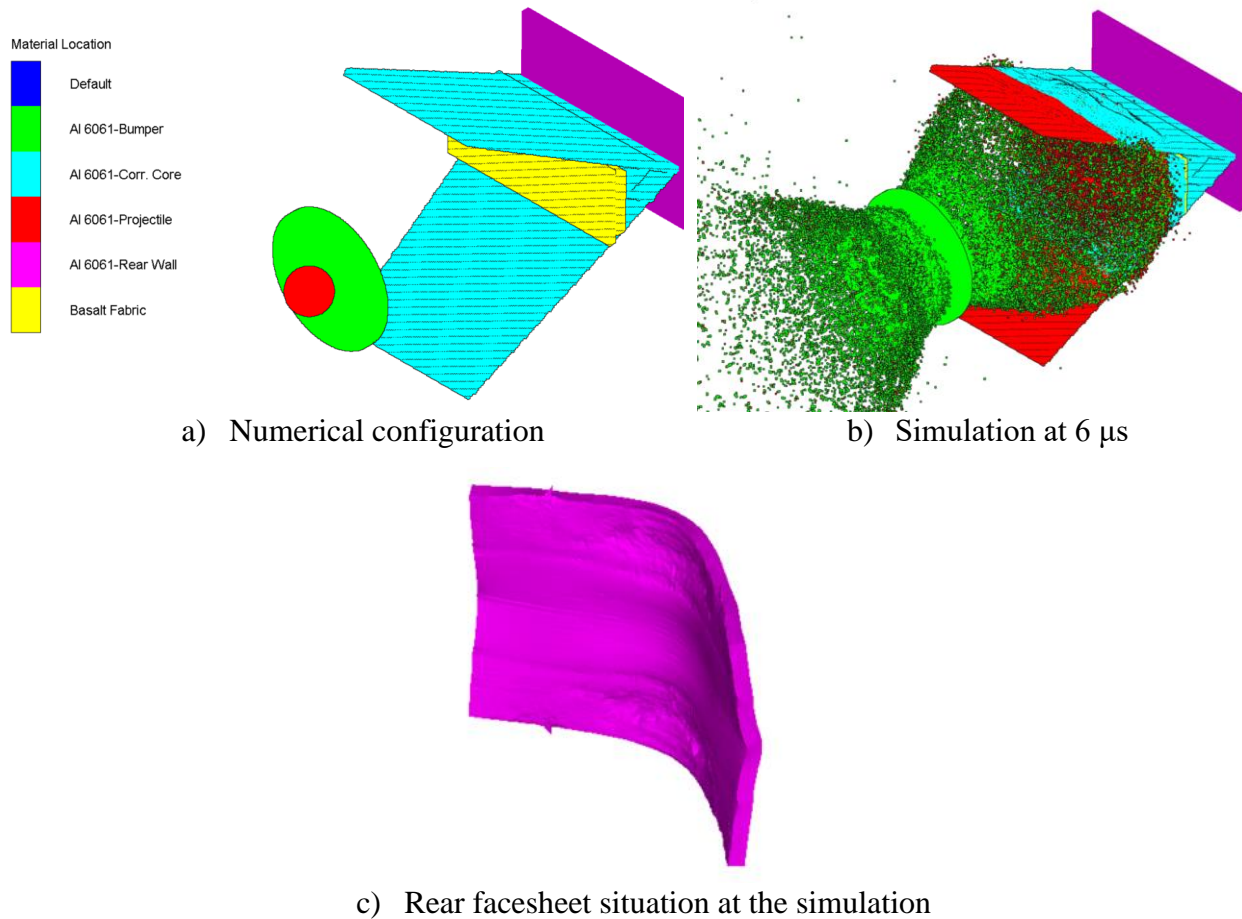 Material Location
Default
Al 6061-Bumper
Al 6061-Corr. Core
Al 6061-Projectile
Al 6061-Rear Wall
Basalt Fabric
a) Numerical configuration
b) Simulation at 6 μs
c) Rear facesheet situation at the simulation